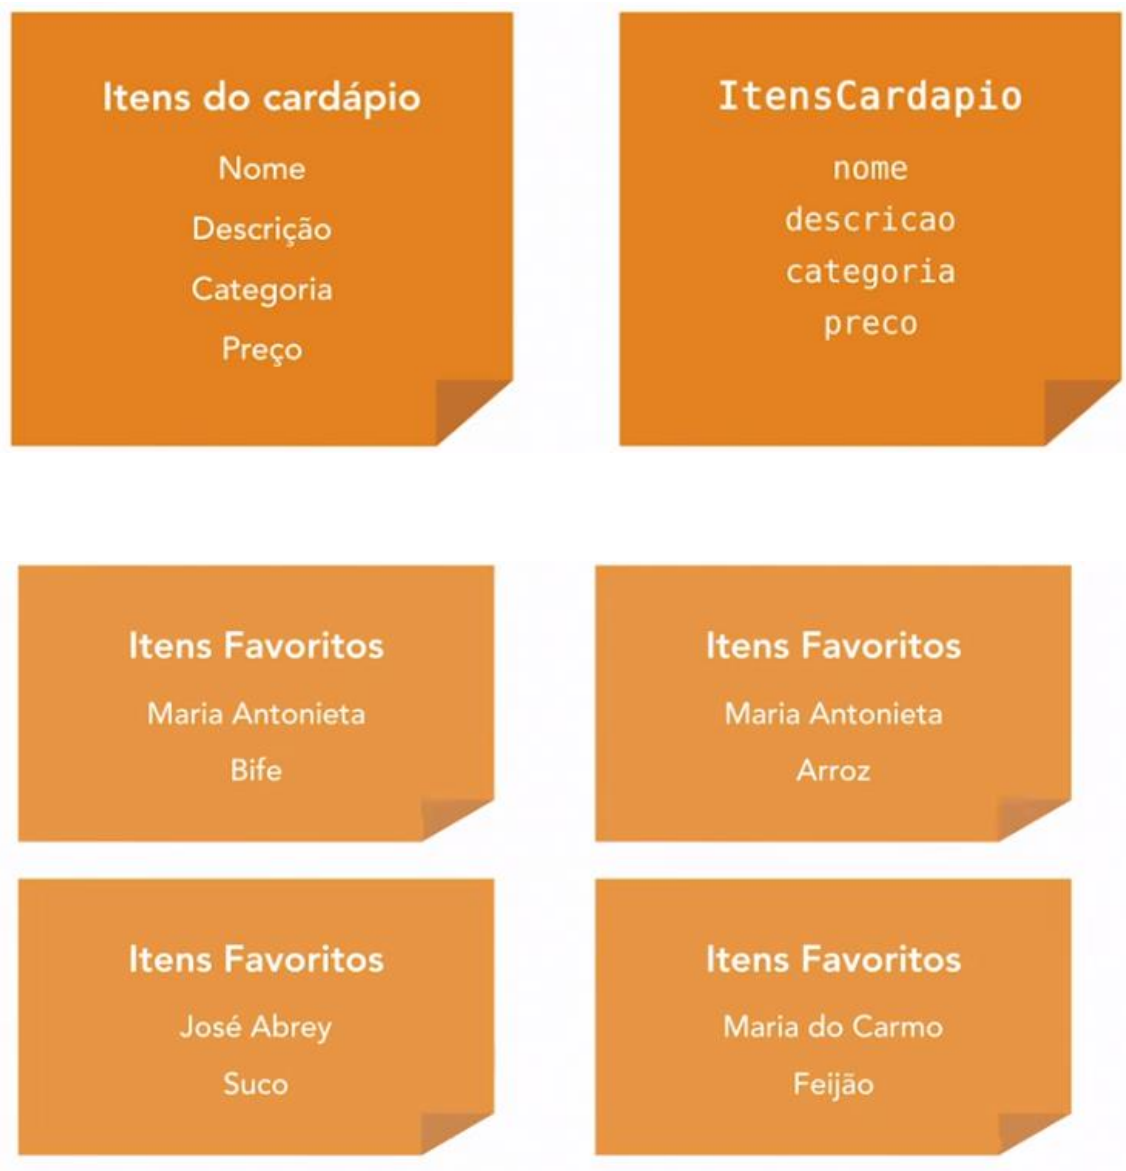 Itens do cardápio
Nome
Descrição
Categoria
Preço
ItensCardapio
nome
descricao
categoria
preco
Itens Favoritos
Maria Antonieta
Bife
Itens Favoritos
Maria Antonieta
Arroz
Itens Favoritos
José Abrey
Suco
Itens Favoritos
Maria do Carmo
Feijão